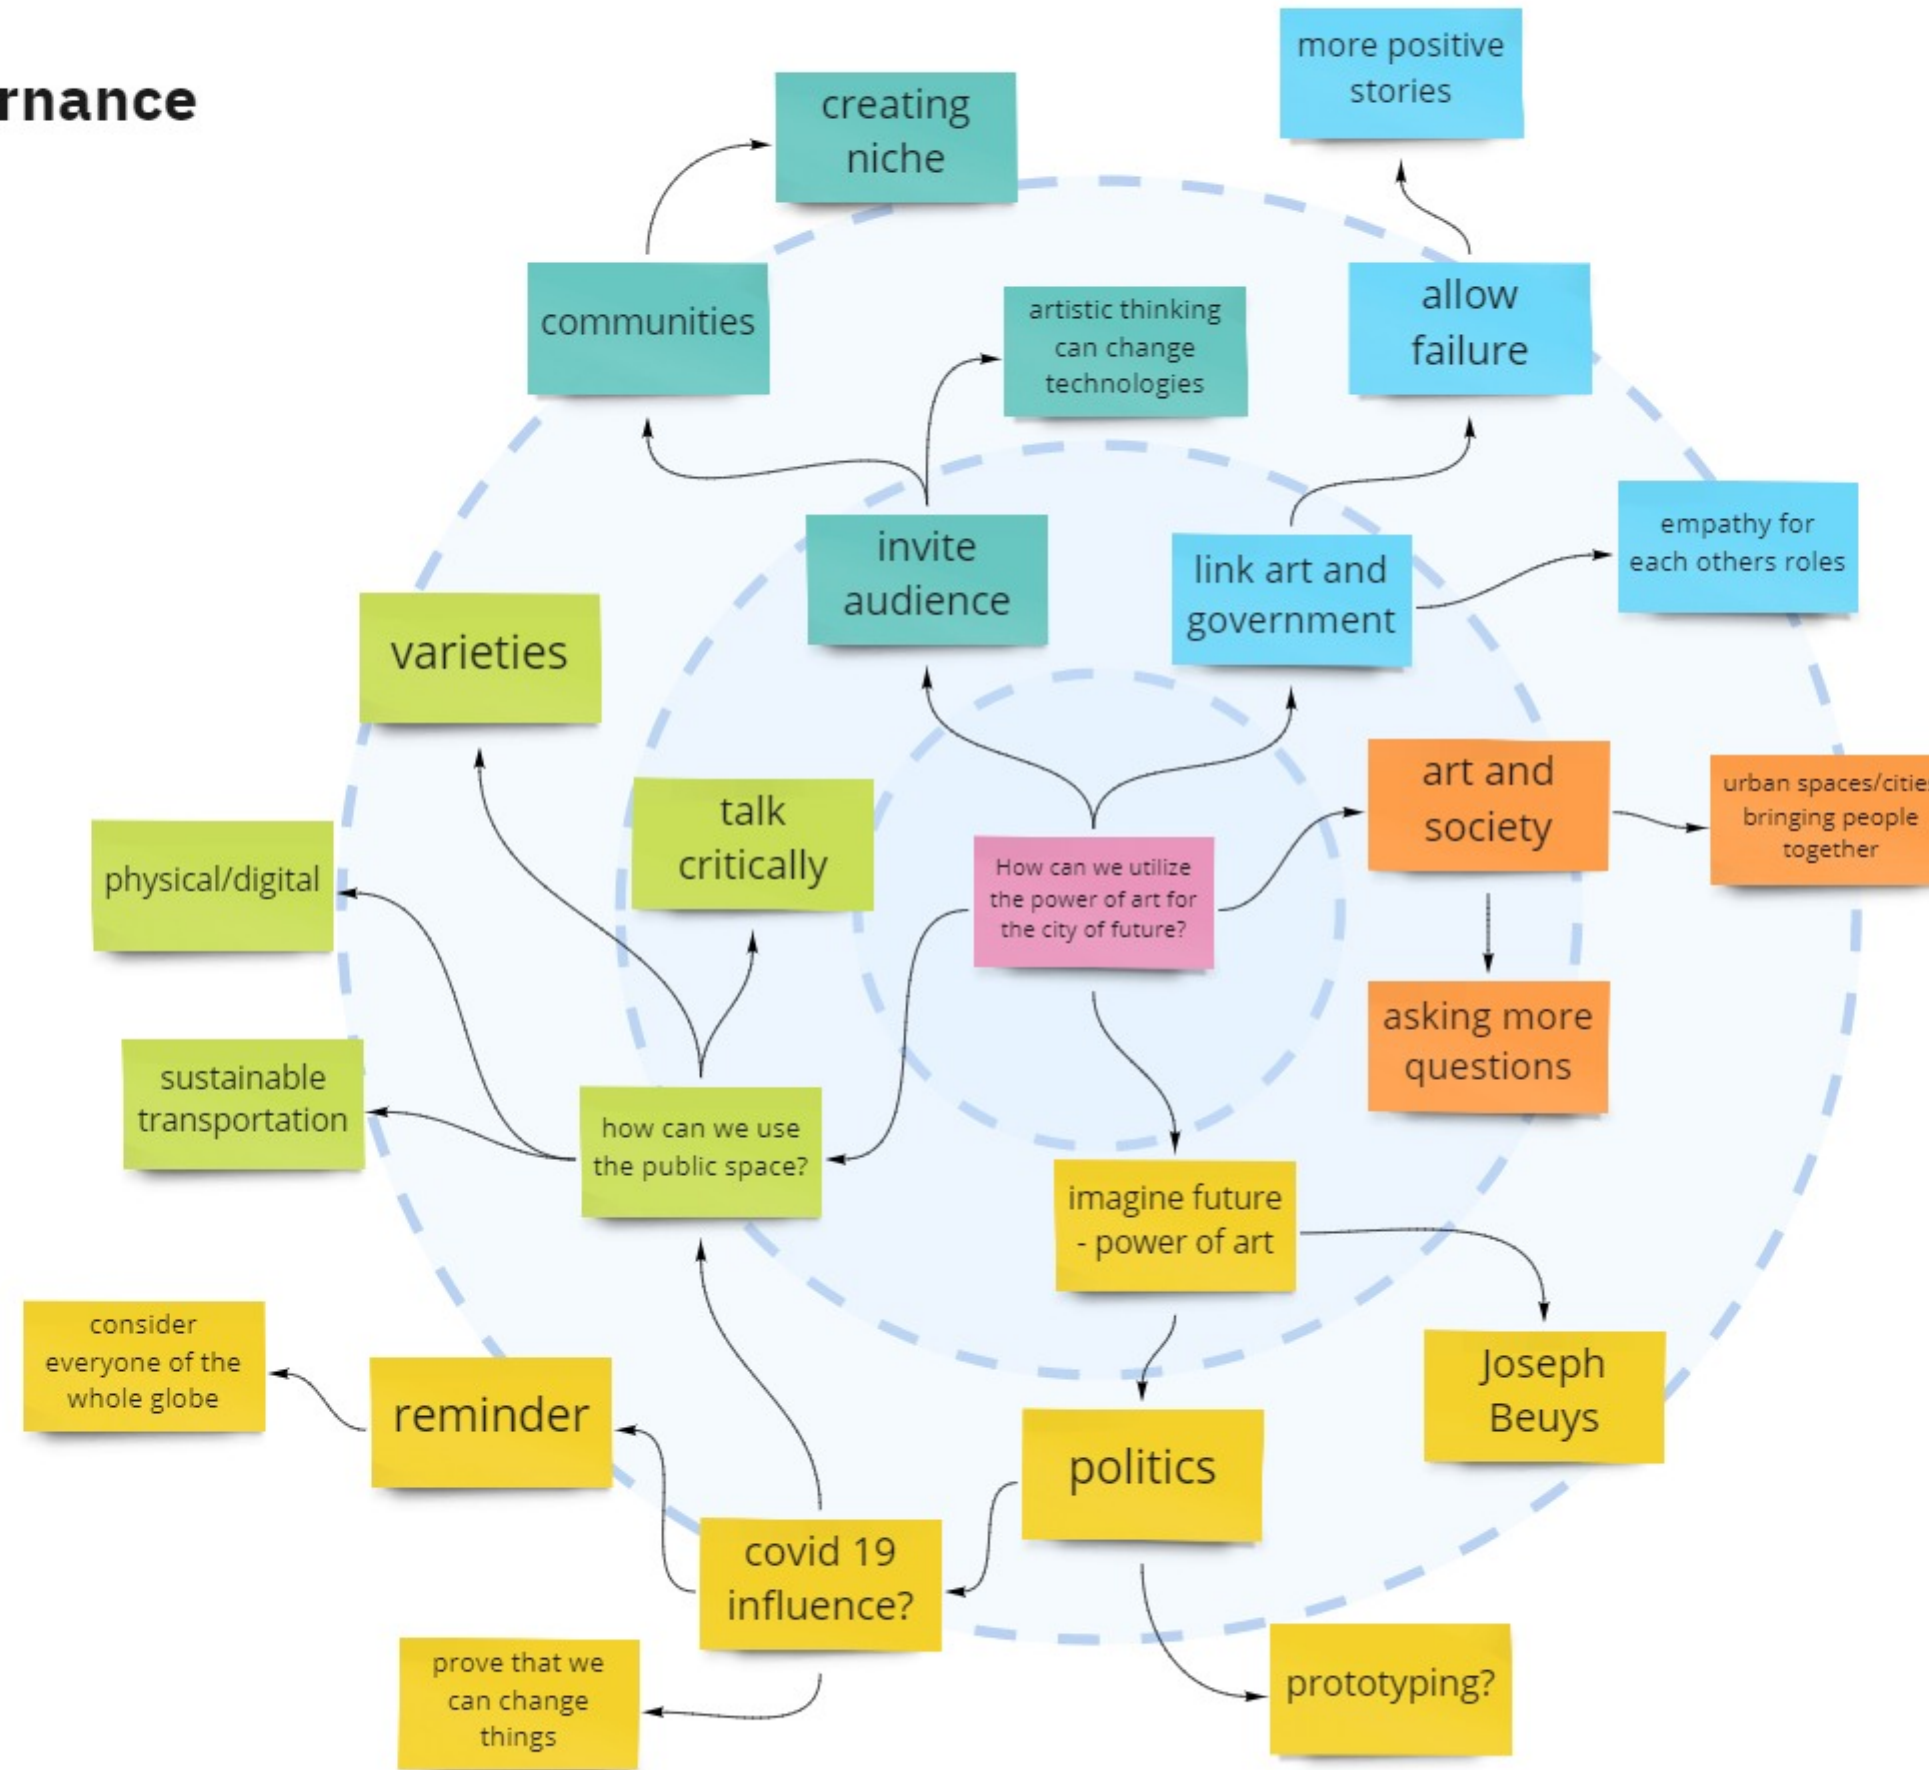 rnance
more positive
stories
creating
niche
communities
artistic thinking
can change
technologies
allow
failure
invite
audience
link art and
government
empathy for
each others roles
varieties
talk
critically
physical/digital
How can we utilize
the power of art for
the city of future?
art and
society
urban spaces/citie
bringing people
together
asking more
questions
sustainable
transportation
how can we use
the public space?
imagine future
- power of art
consider
everyone of the
whole globe
reminder
Joseph
Beuys
politics
covid 19
influence?
prove that we
can change
things
prototyping?